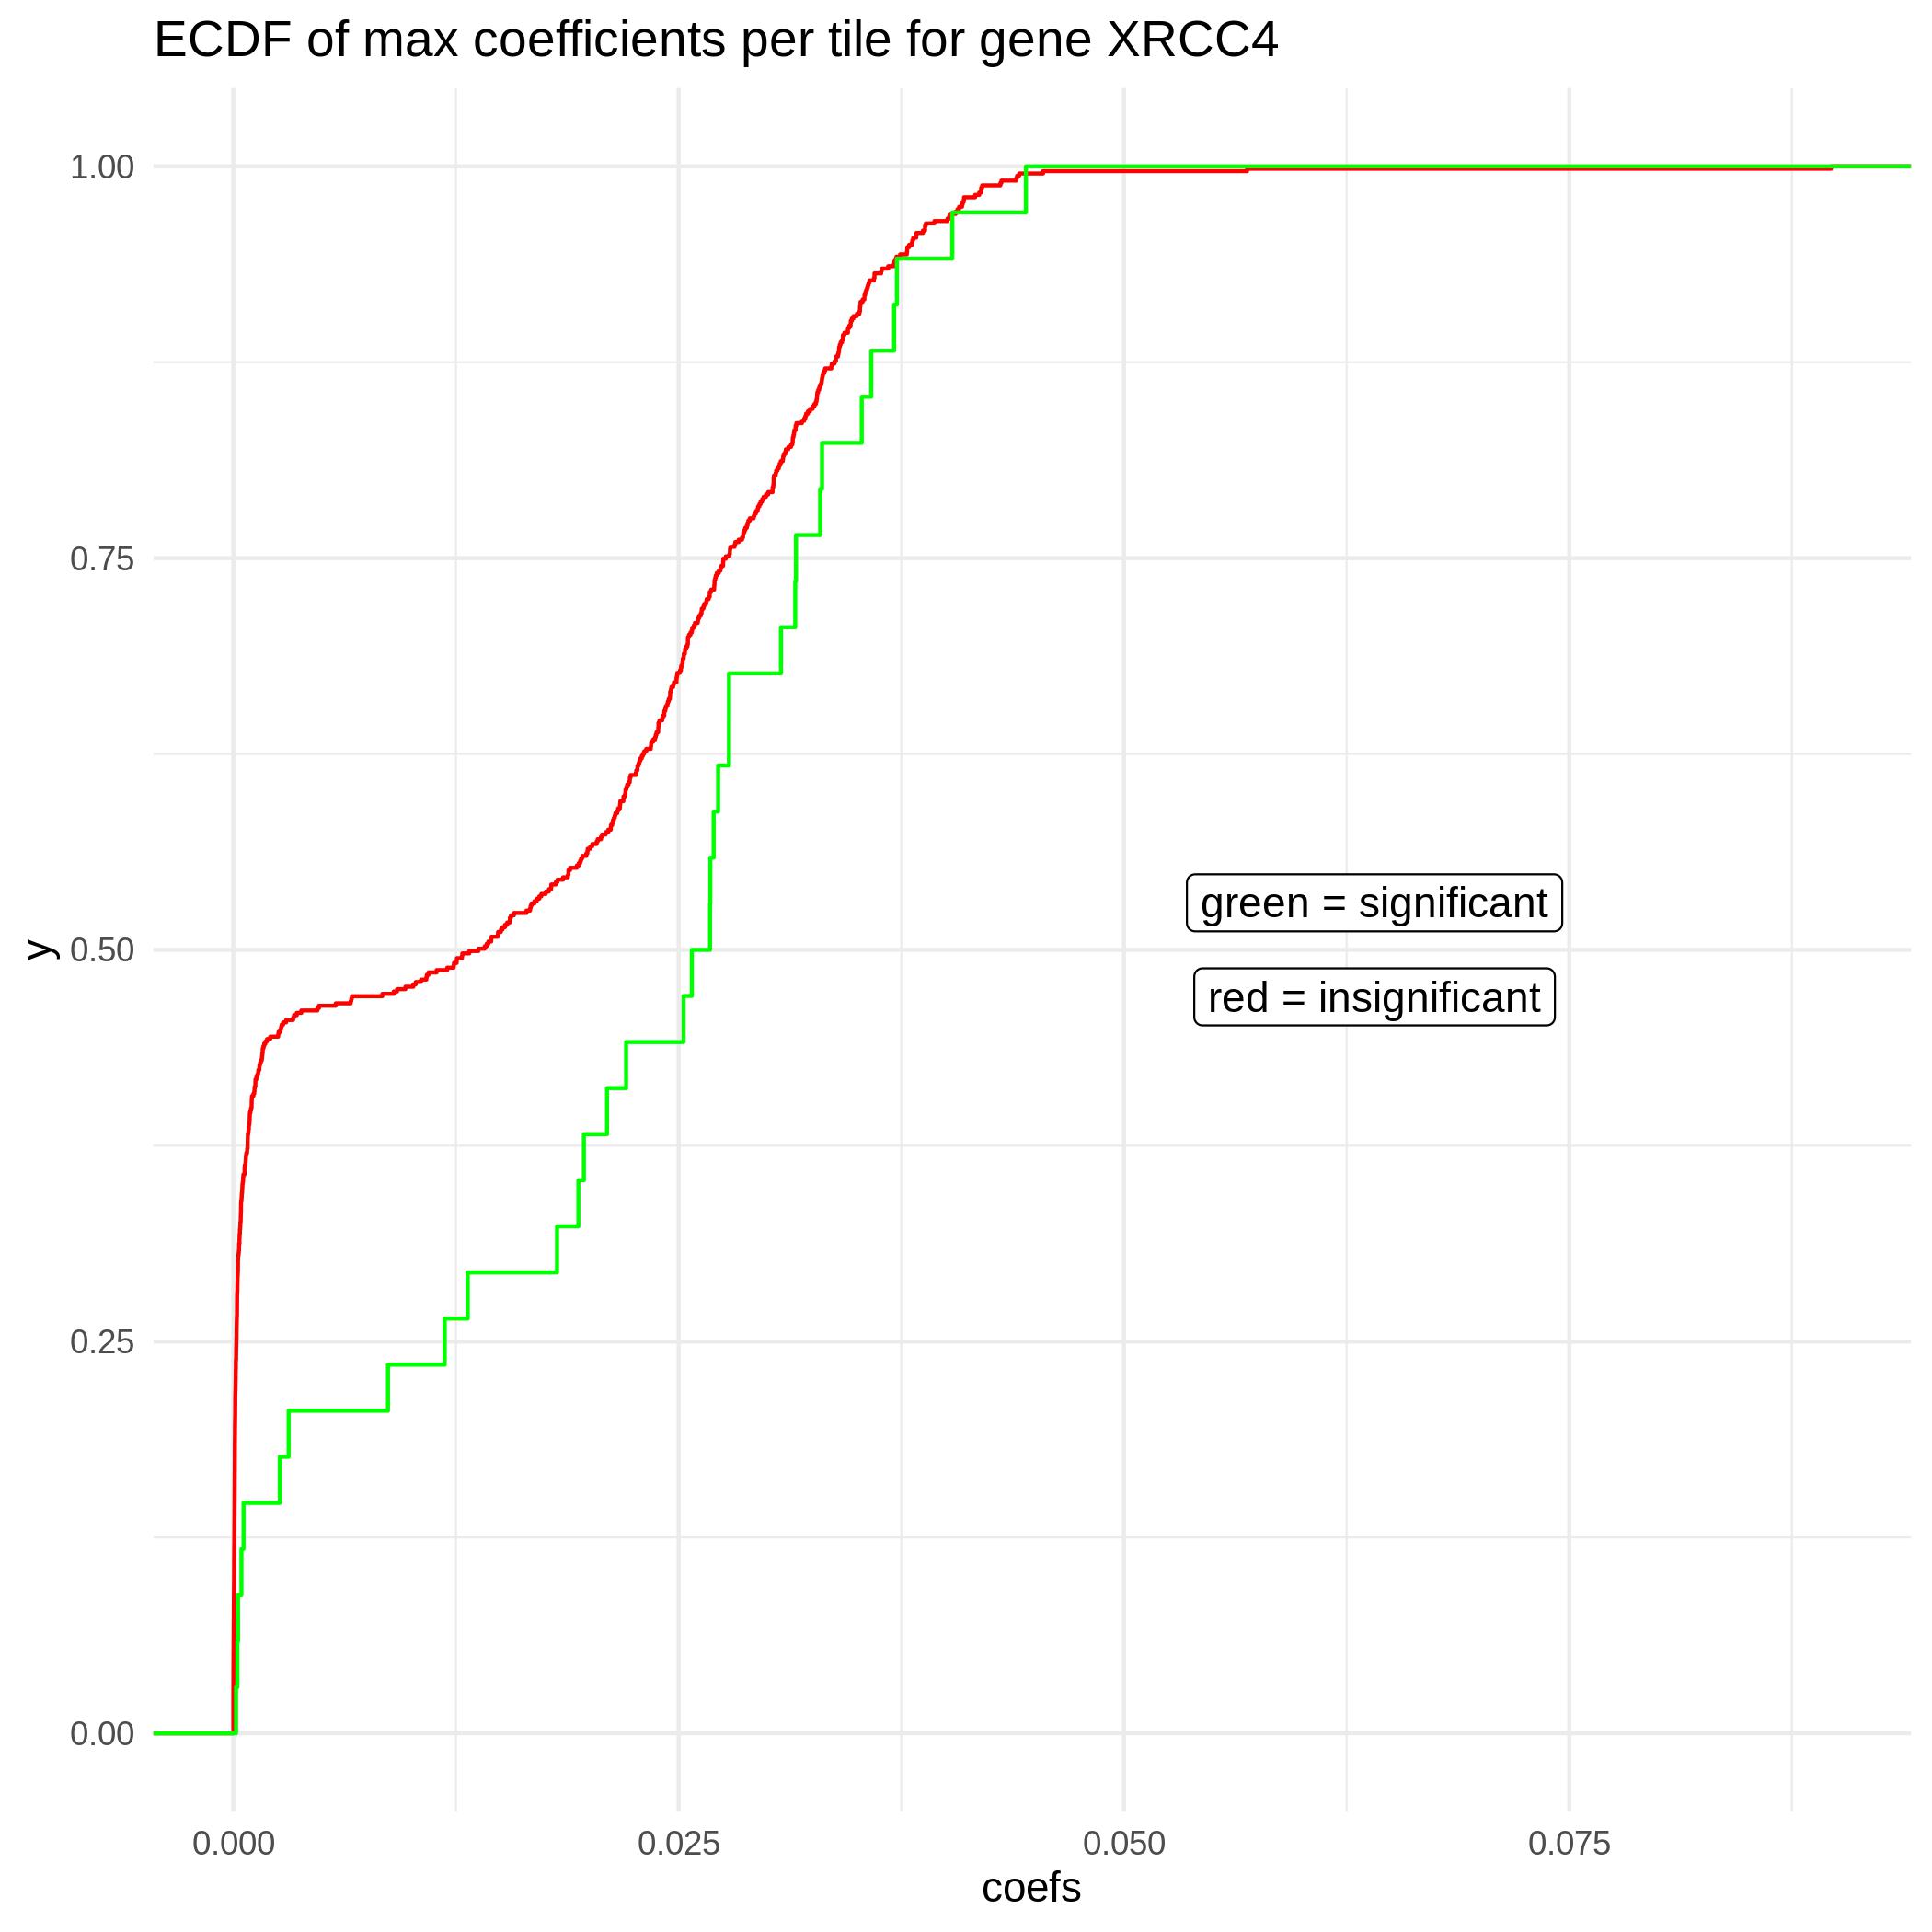 ECDF of max coefficients per tile for gene XRCC4
1.00
0.75
0.50
0.25
0.00
y
green = significant
red = insignificant
0.000 0.025 0.050 0.075
coefs